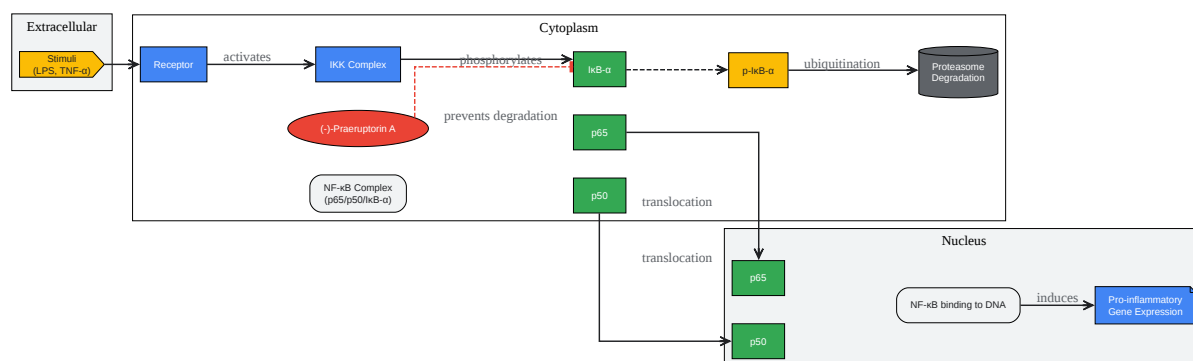 Extracellular
Stimuli
(LPS, TNF-α)
Cytoplasm
Receptor
activates
IKK Complex
phosphorylates
IκB-α
p-IκB-α
ubiquitination
Proteasome
Degradation
(-)-Praeruptorin A
prevents degradation
p65
NF-κB Complex
(p65/p50/IκB-α)
p50
translocation
translocation
Nucleus
p65
NF-κB binding to DNA
induces
Pro-inflammatory
Gene Expression
p50